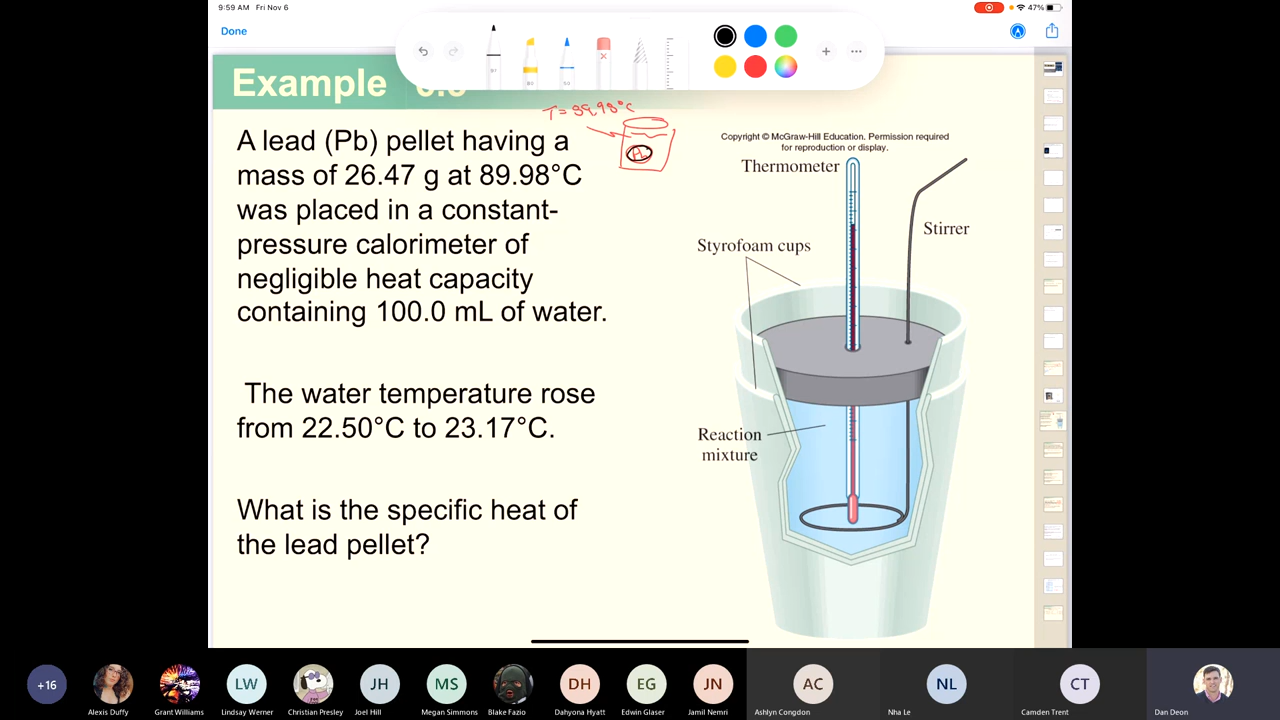 9:59 AM Fri Nov 6
47%
Done
Example
T = 89.98°C
A lead (Pb) pellet having a
mass of 26.47 g at 89.98°C
was placed in a constant-
pressure calorimeter of
negligible heat capacity
containing 100.0 mL of water.
The water temperature rose
from 22.50°C to 23.17°C.
What is the specific heat of
the lead pellet?
Copyright © McGraw-Hill Education. Permission required
for reproduction or display.
Thermometer
Stirrer
Styrofoam cups
Reaction
mixture
+16
LW
JH
MS
DH
EG
JN
AC
NL
CT
Alexis Duffy
Grant Williams
Lindsay Werner
Christian Presley
Joel Hill
Megan Simmons
Blake Fazio
Dahyona Hyatt
Edwin Glaser
Jamil Nemri
Ashlyn Congdon
Nha Le
Camden Trent
Dan Deon